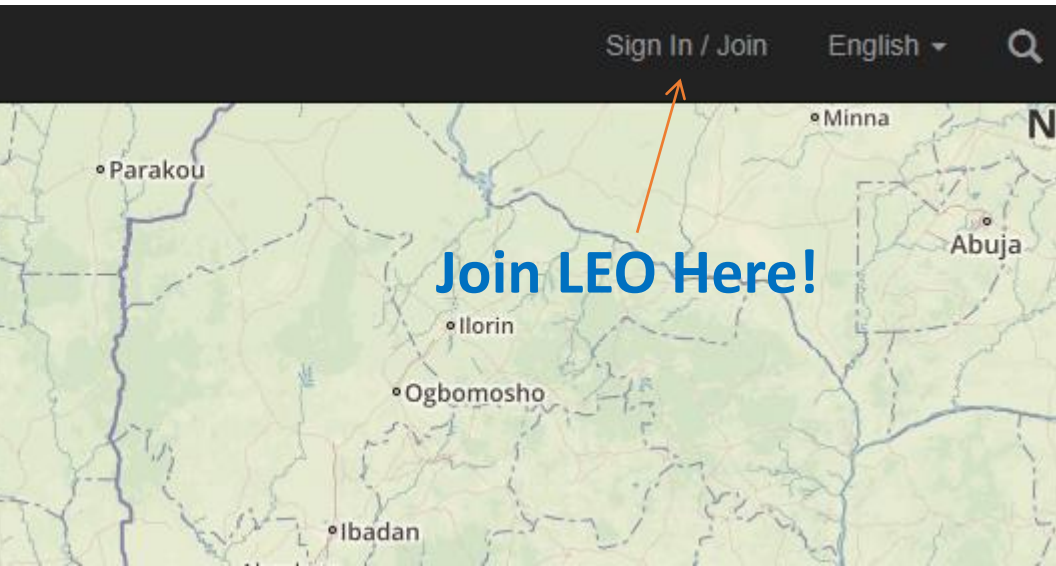 Sign In / Join English
Minna
N
Parakou
Abuja
Join LEO Here!
Ilorin
Ogbomosho
Ibadan